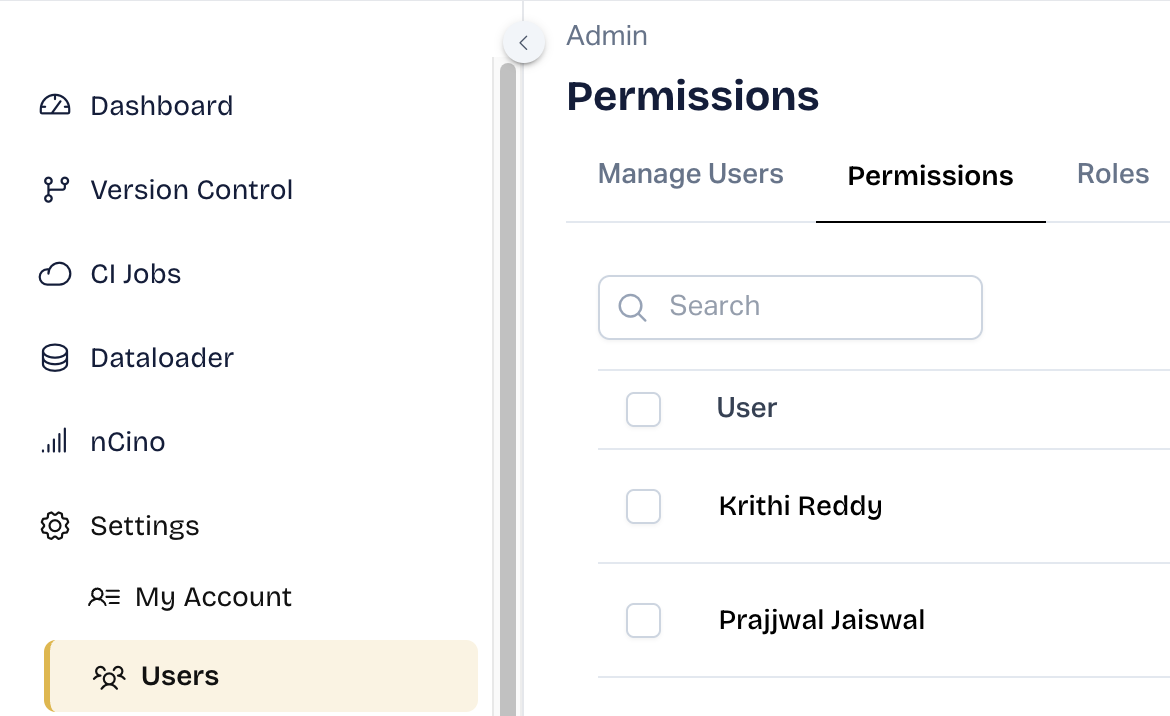 Dashboard
Version Control
CI Jobs
Dataloader
nCino
Settings
My Account
Users
Admin
Permissions
Manage Users
Permissions
Roles
Search
User
Krithi Reddy
Prajjwal Jaiswal